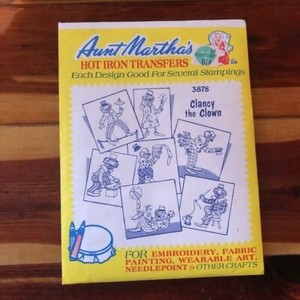 Aunt Martha's
HOT IRON TRANSFERS
Each Design Good For Several Stampings
3878
Clancy
the Clown
FOR EMBROIDERY, FABRIC
PAINTING, WEARABLE ART,
NEEDLEPOINT & OTHER CRAFTS